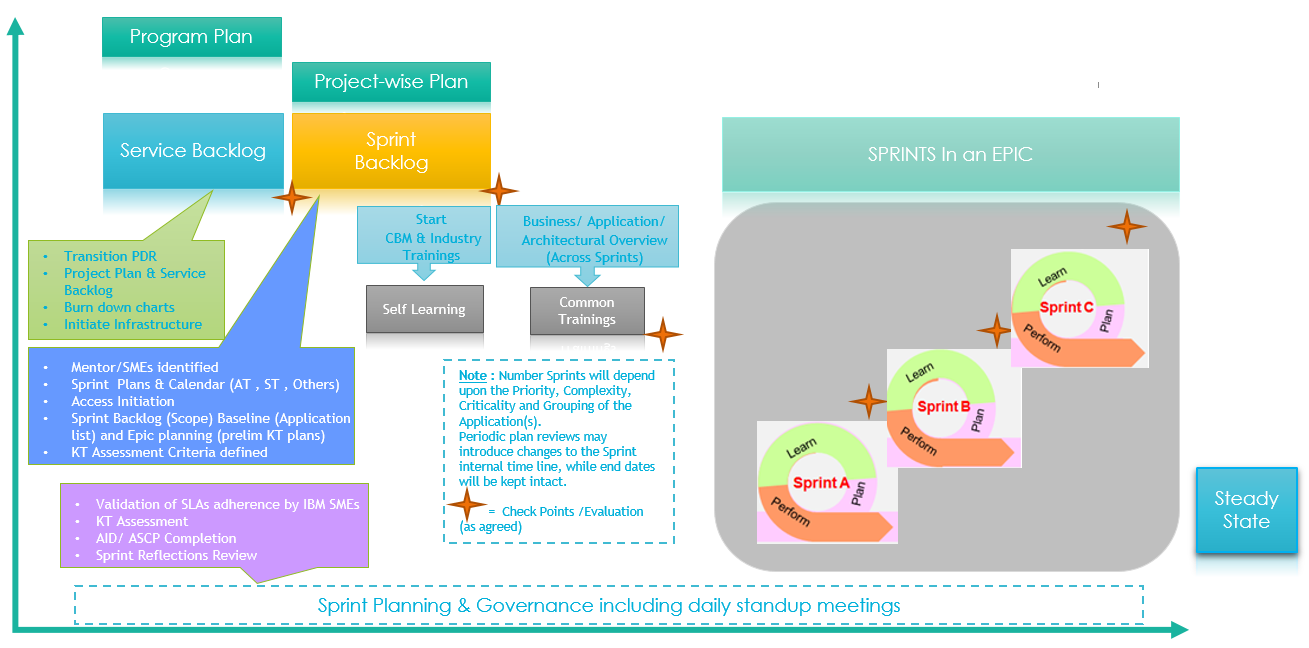 Program Plan
Project-wise Plan
Service Backlog
Sprint
Backlog
SPRINTS In an EPIC
Start
CBM & Industry
Trainings
Business/ Application/
Architectural Overview
(Across Sprints)
Self Learning
Common
Trainings
• Transition PDR
• Project Plan & Service
Backlog
• Burn down charts
• Initiate Infrastructure
• Mentor/SMEs identified
• Sprint Plans & Calendar (AT , ST , Others)
• Access Initiation
• Sprint Backlog (Scope) Baseline (Application
list) and Epic planning (prelim KT plans)
• KT Assessment Criteria defined
Note : Number Sprints will depend
upon the Priority, Complexity,
Criticality and Grouping of the
Application(s).
Periodic plan reviews may
introduce changes to the Sprint
internal time line, while end dates
will be kept intact.
= Check Points /Evaluation
(as agreed)
• Validation of SLAs adherence by IBM SMEs
• KT Assessment
• AID/ ASCP Completion
• Sprint Reflections Review
Learn
Sprint C
Plan
Perform
Learn
Sprint B
Plan
Perform
Learn
Sprint A
Plan
Perform
Steady
State
Sprint Planning & Governance including daily standup meetings